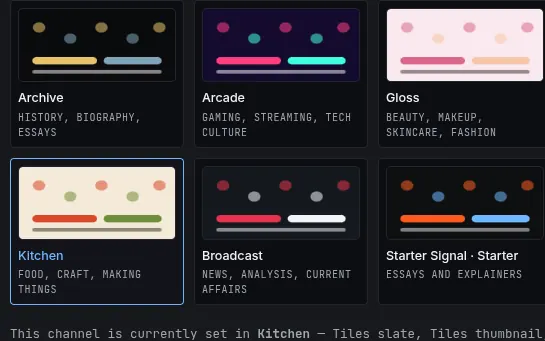 Archive
HISTORY, BIOGRAPHY,
ESSAYS
Arcade
GAMING, STREAMING, TECH
CULTURE
Gloss
BEAUTY, MAKEUP,
SKINCARE, FASHION
Kitchen
FOOD, CRAFT, MAKING
THINGS
Broadcast
NEWS, ANALYSIS, CURRENT
AFFAIRS
Starter Signal · Starter
ESSAYS AND EXPLAINERS
This channel is currently set in Kitchen — Tiles slate, Tiles thumbnail